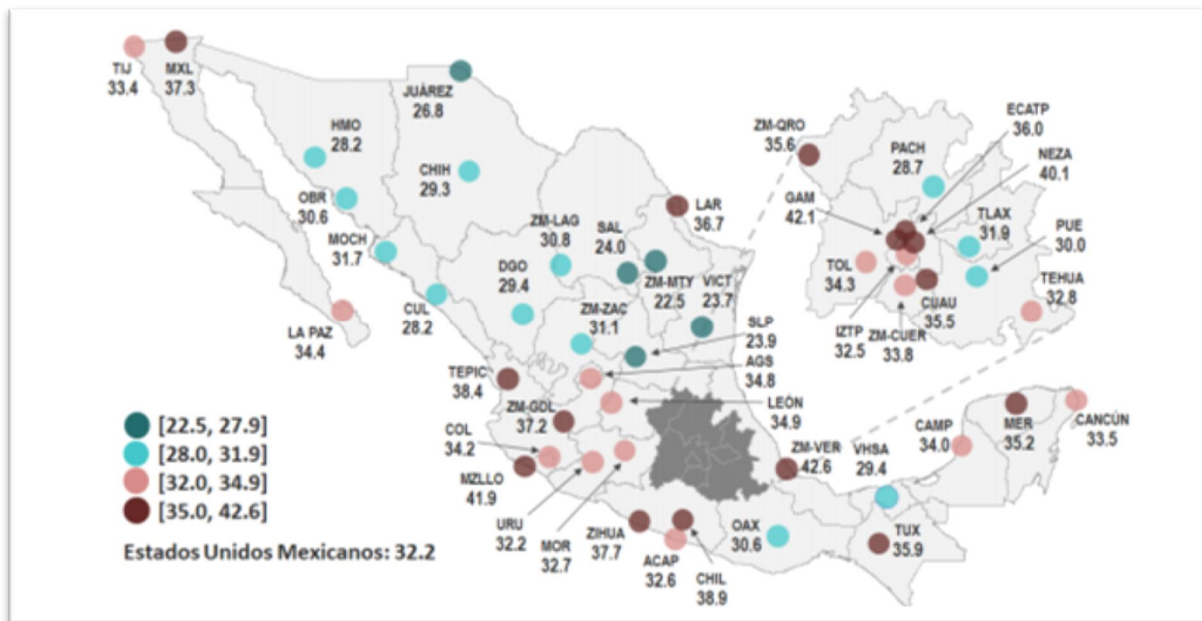 TIJ
33.4
MXL
37.3
JUÀREZ
26.8
HMO
28.2
CHIH
29.3
OBR
30.6
MOCH
31.7
CUL
28.2
LA PAZ
34.4
DGO
29.4
ZM-LAG
30.8
SAL
24.0
LAR
36.7
ZM-MTY
22.5
VICT
23.7
ZM-ZAC
31.1
SLP
23.9
AGS
34.8
LEÓN
34.9
TEPIC
38.4
ZM-GDL
37.2
COL
34.2
MZLLO
41.9
URU
32.2
MOR
32.7
ZIHUA
37.7
ACAP
32.6
CHIL
38.9
OAX
30.6
ZM-VER
42.6
VHSA
29.4
TUX
35.9
CAMP
34.0
MER
35.2
CANCÚN
33.5
ZM-QRO
35.6
PACH
28.7
ECATP
36.0
NEZA
40.1
GAM
42.1
TLAX
31.9
PUE
30.0
TEHUA
32.8
TOL
34.3
IZTP
32.5
ZM-CUER
33.8
CUAU
35.5
[22.5, 27.9]
[28.0, 31.9]
[32.0, 34.9]
[35.0, 42.6]
Estados Unidos Mexicanos: 32.2